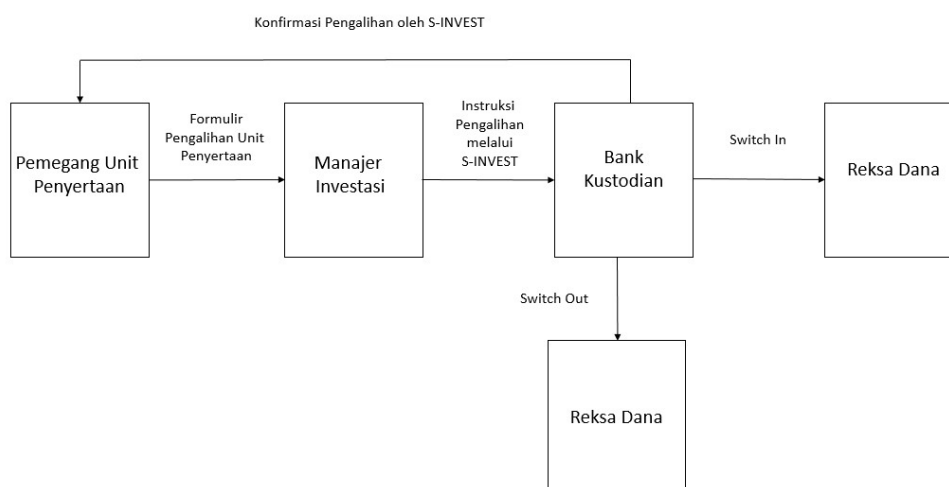 Konfirmasi Pengalihan oleh S-INVEST
Pemegang Unit
Penyertaan
Formulir
Pengalihan Unit
Penyertaan
Manajer
Investasi
Instruksi
Pengalihan
melalui
S-INVEST
Bank
Kustodian
Switch In
Reksa Dana
Switch Out
Reksa Dana